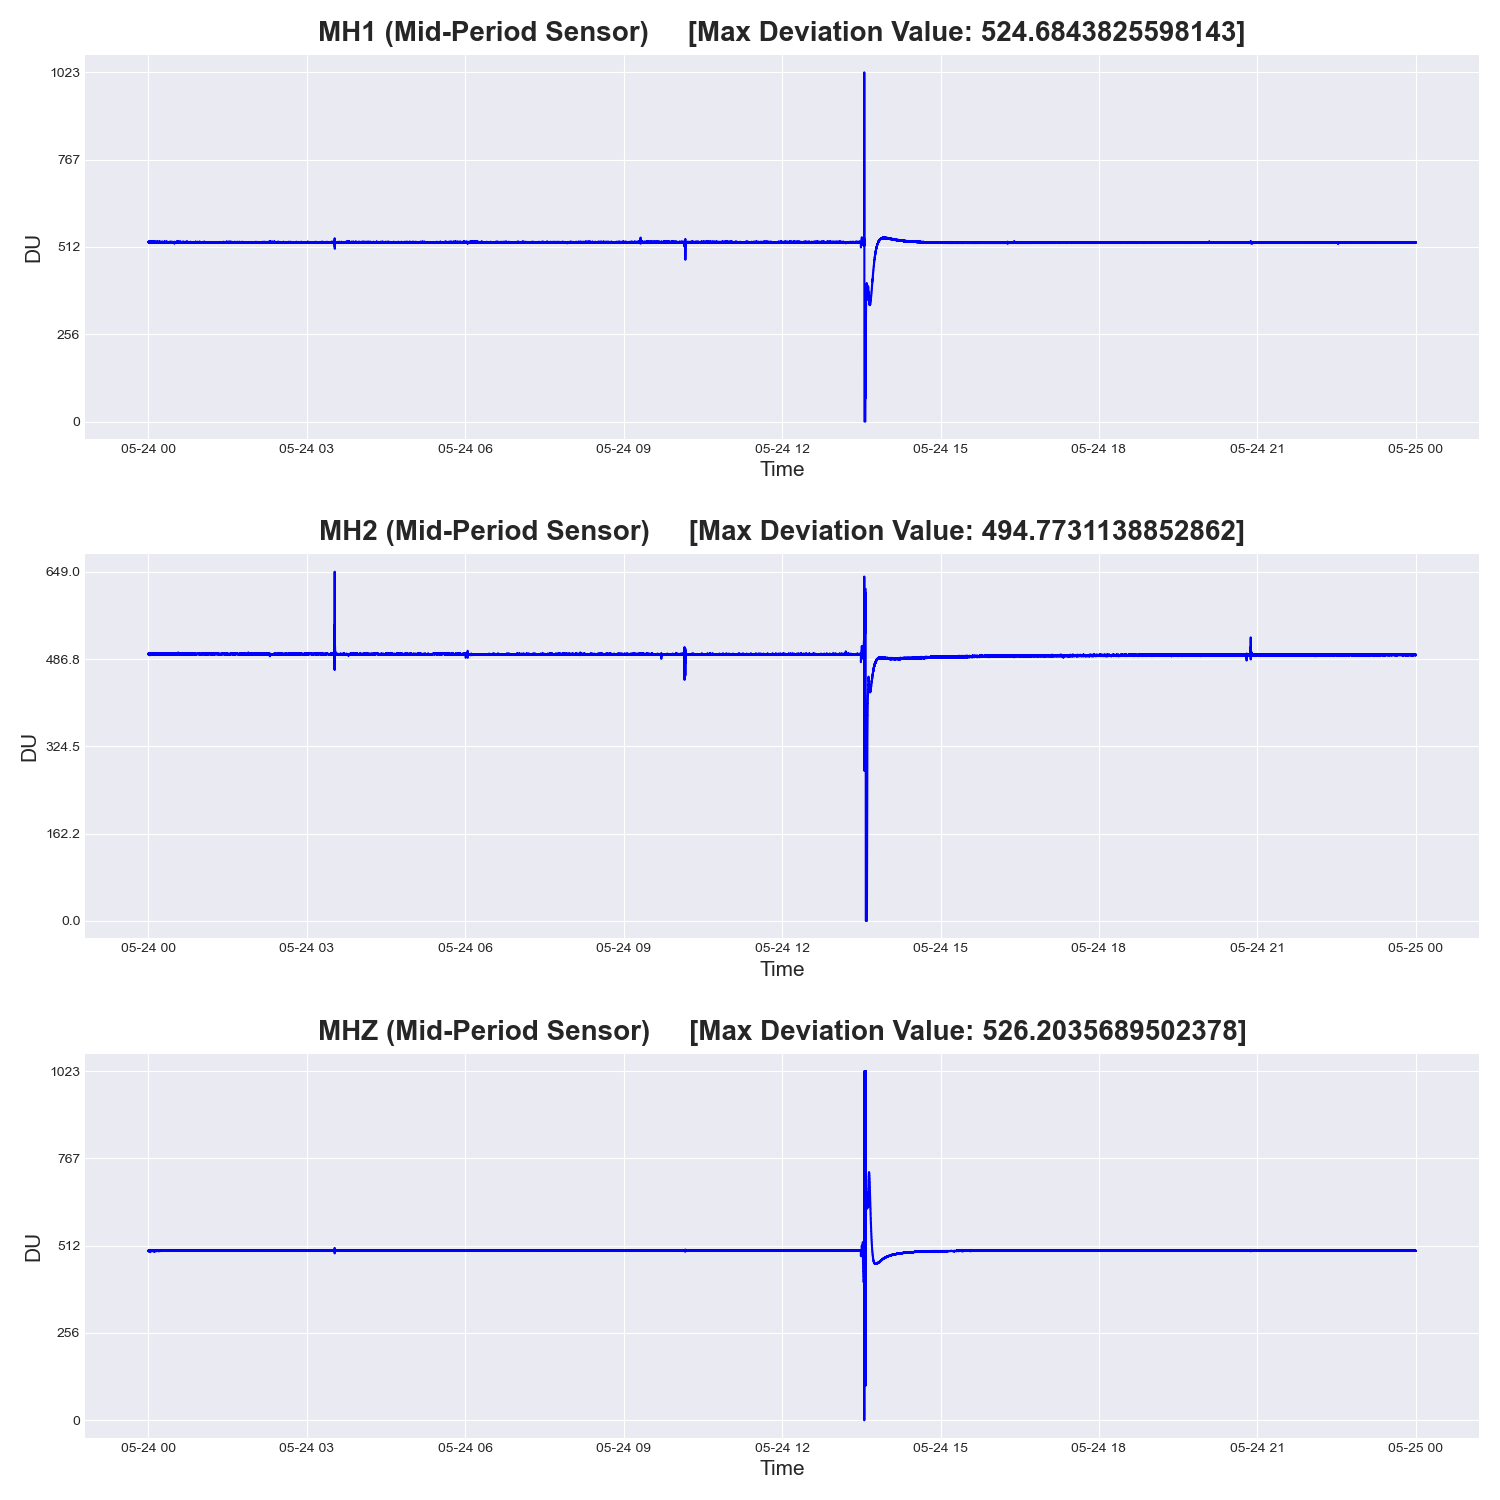 MH1 (Mid-Period Sensor)     [Max Deviation Value: 524.6843825598143]
1023
767
512
256
0
DU
05-24 00 05-24 03 05-24 06 05-24 09 05-24 12 05-24 15 05-24 18 05-24 21 05-25 00
Time
MH2 (Mid-Period Sensor)     [Max Deviation Value: 494.7731138852862]
649.0
486.8
324.5
162.2
0.0
DU
05-24 00 05-24 03 05-24 06 05-24 09 05-24 12 05-24 15 05-24 18 05-24 21 05-25 00
Time
MHZ (Mid-Period Sensor)     [Max Deviation Value: 526.2035689502378]
1023
767
512
256
0
DU
05-24 00 05-24 03 05-24 06 05-24 09 05-24 12 05-24 15 05-24 18 05-24 21 05-25 00
Time